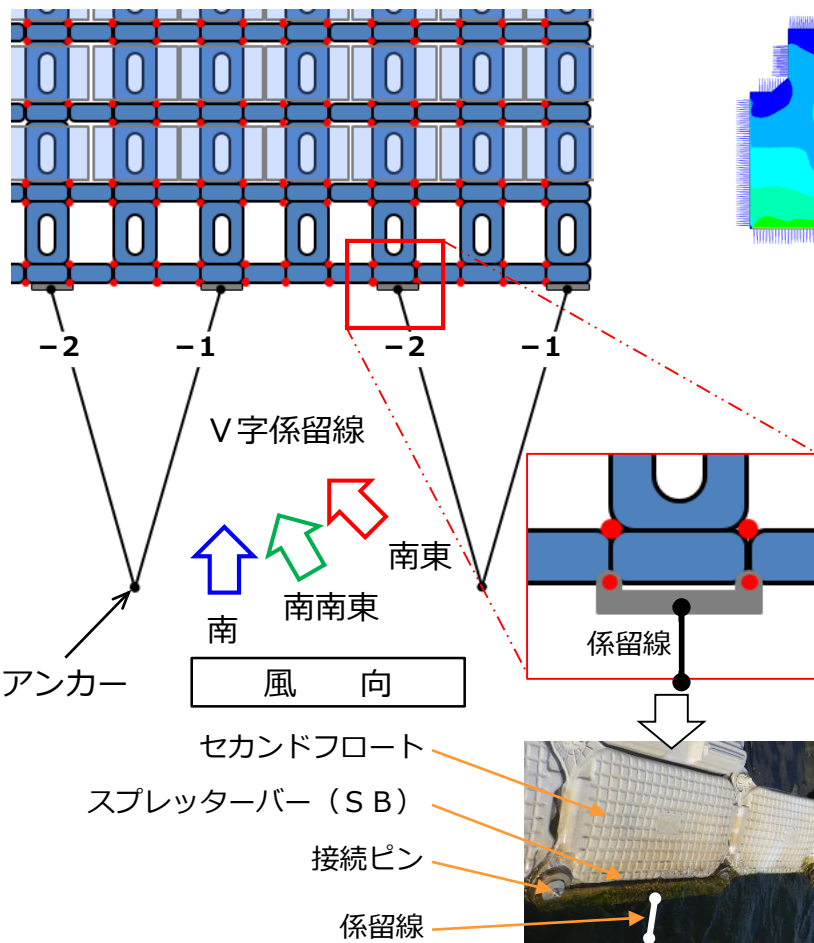 −2 −1 −2 −1
V字係留線
南東
南南東
南
アンカー
風 向
係留線
セカンドフロート
スプレッターバー（SB）
接続ピン
係留線